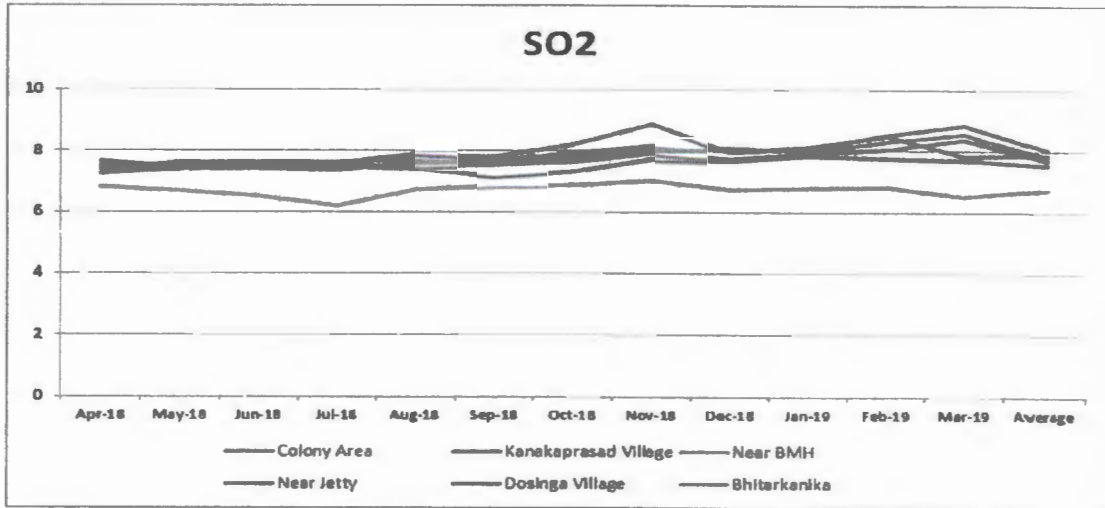 SO2
10
8
6
4
2
0
Apr-18 May-18 Jun-18 Jul-18 Aug-18 Sep-18 Oct-18 Nov-18 Dec-18 Jan-19 Feb-19 Mar-19 Average
Colony Area Kanakaprasad Village Near BMH
Near Jetty Dosinga Village Bhitarkanika